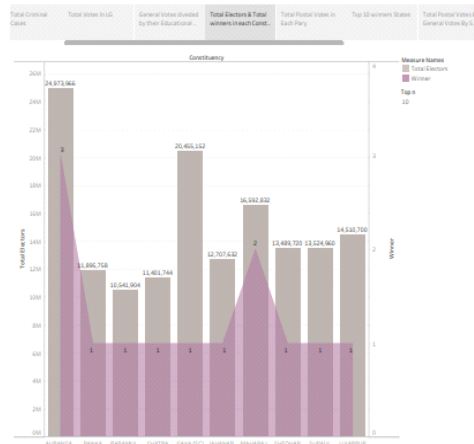 Total Criminal
Cases
Total Votes in LG
General Votes divided
by their Educational ..
Total Electors & Total
winners in each Const..
Total Postal Votes in
Each Pary
Top 10 winners States
Total Postal Votes
General Votes By S
Constituency
Measure Names
Total Electors
Winner
Top n
10
Total Electors
26M
24M
22M
20M
18M
16M
14M
12M
10M
8M
6M
4M
2M
0M
24,973,966
11,895,758
10,541,904
11,401,744
20,465,152
12,707,632
16,592,832
13,489,720
13,524,960
14,510,700
3
1
1
1
1
1
2
1
1
1
4
3
2
1
0
Winner